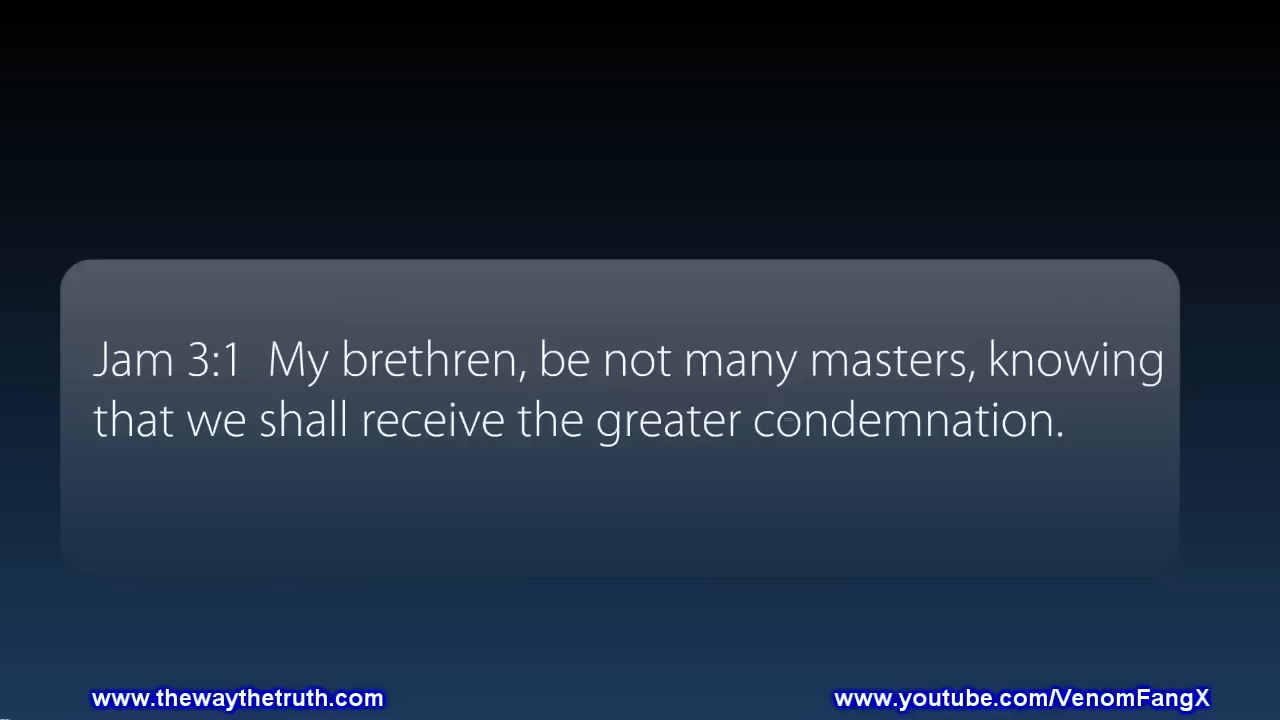 Jam 3:1  My brethren, be not many masters, knowing
that we shall receive the greater condemnation.
www.thewaythetruth.com
www.youtube.com/VenomFangX